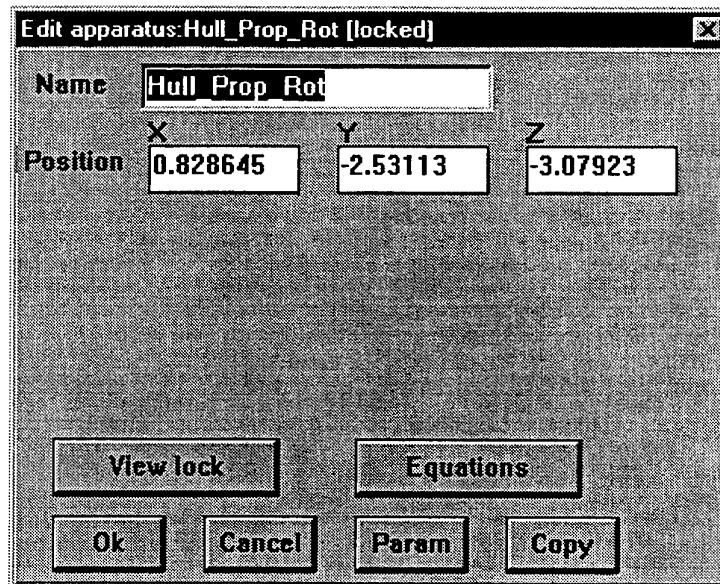 Edit apparatus:Hull_Prop_Rot [locked]
Name Hull_Prop_Rot
X Y Z
Position 0.828645 -2.53113 -3.07923
View lock Equations
Ok Cancel Param Copy